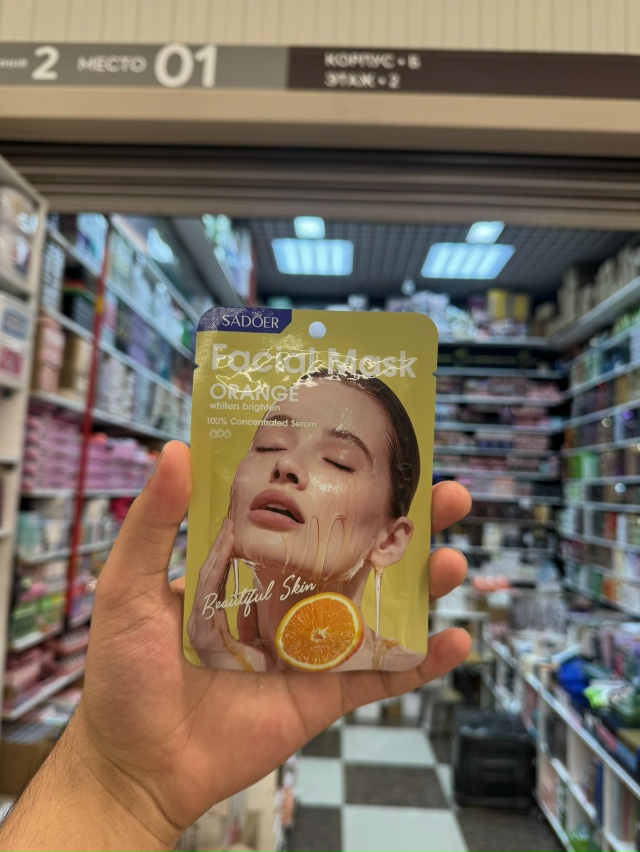 2 МЕСТО 01
КОРПУС • Б
ЭТАЖ • 2
SADOER
Facial Mask
ORANGE
whiten brighten
100% Concentrated Serum
Beautiful Skin